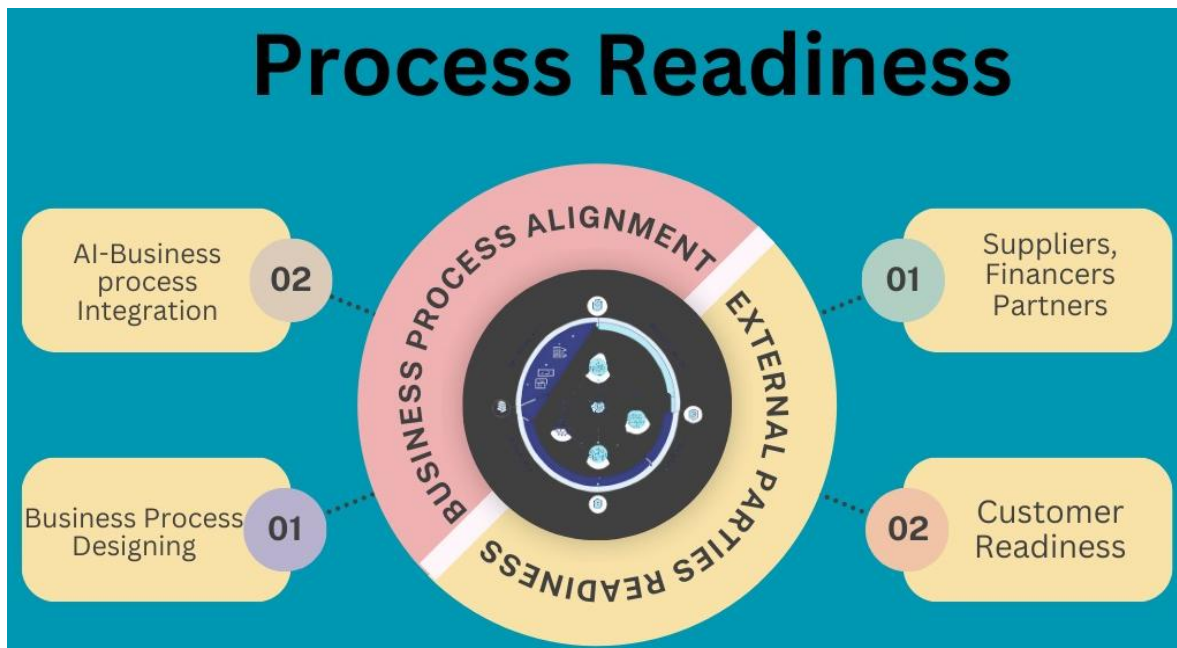 Process Readiness
BUSINESS PROCESS ALIGNMENT
EXTERNAL PARTIES READINESS
AI-Business
process
Integration
02
Business Process
Designing
01
01
Suppliers,
Financers
Partners
02
Customer
Readiness